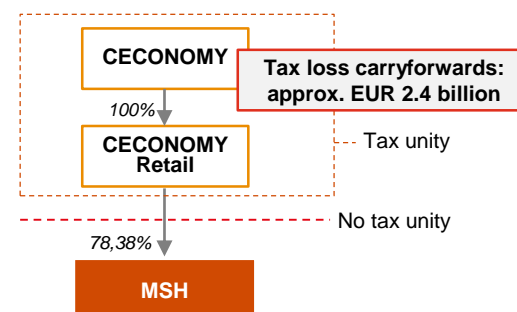 CECONOMY
Tax loss carryforwards:
approx. EUR 2.4 billion
100%
CECONOMY
Retail
Tax unity
No tax unity
78,38%
MSH